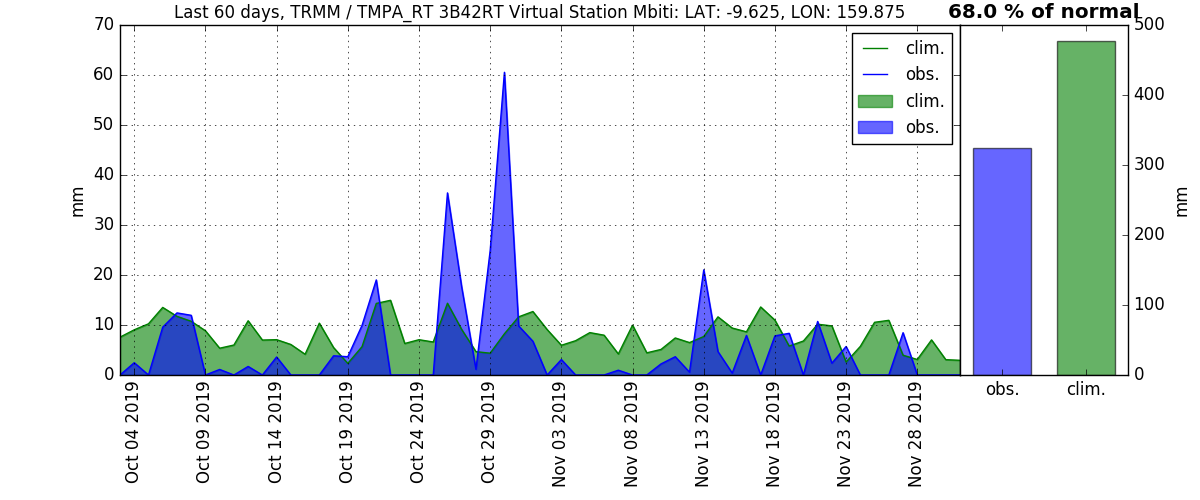 Last 60 days, TRMM / TMPA_RT 3B42RT Virtual Station Mbiti: LAT: -9.625, LON: 159.875
68.0 % of normal
70
60
50
40
30
20
10
0
mm
clim.
obs.
clim.
obs.
Oct 04 2019
Oct 09 2019
Oct 14 2019
Oct 19 2019
Oct 24 2019
Oct 29 2019
Nov 03 2019
Nov 08 2019
Nov 13 2019
Nov 18 2019
Nov 23 2019
Nov 28 2019
500
400
300
200
100
0
mm
obs.
clim.